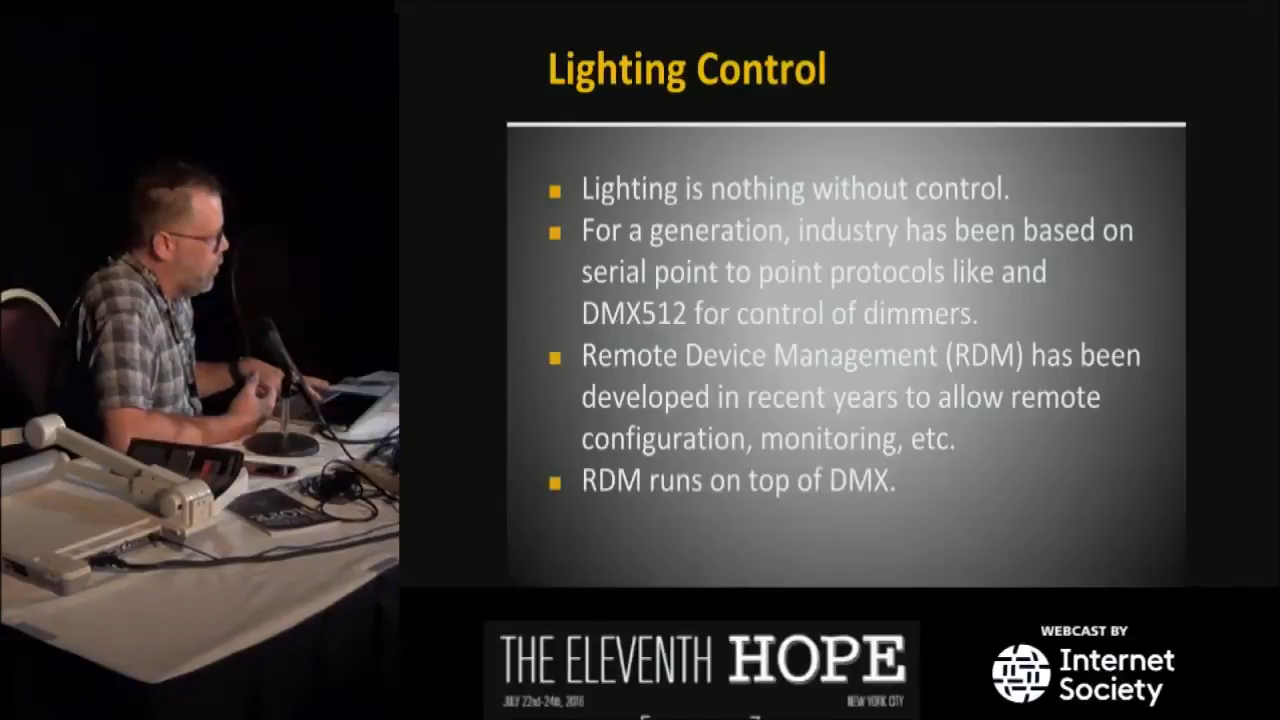 Lighting Control
Lighting is nothing without control.
For a generation, industry has been based on
serial point to point protocols like and
DMX512 for control of dimmers.
Remote Device Management (RDM) has been
developed in recent years to allow remote
configuration, monitoring, etc.
RDM runs on top of DMX.
HOPE
THE ELEVENTH HOPE
JULY 22nd-24th, 2016
NEW YORK CITY
WEBCAST BY
Internet
Society